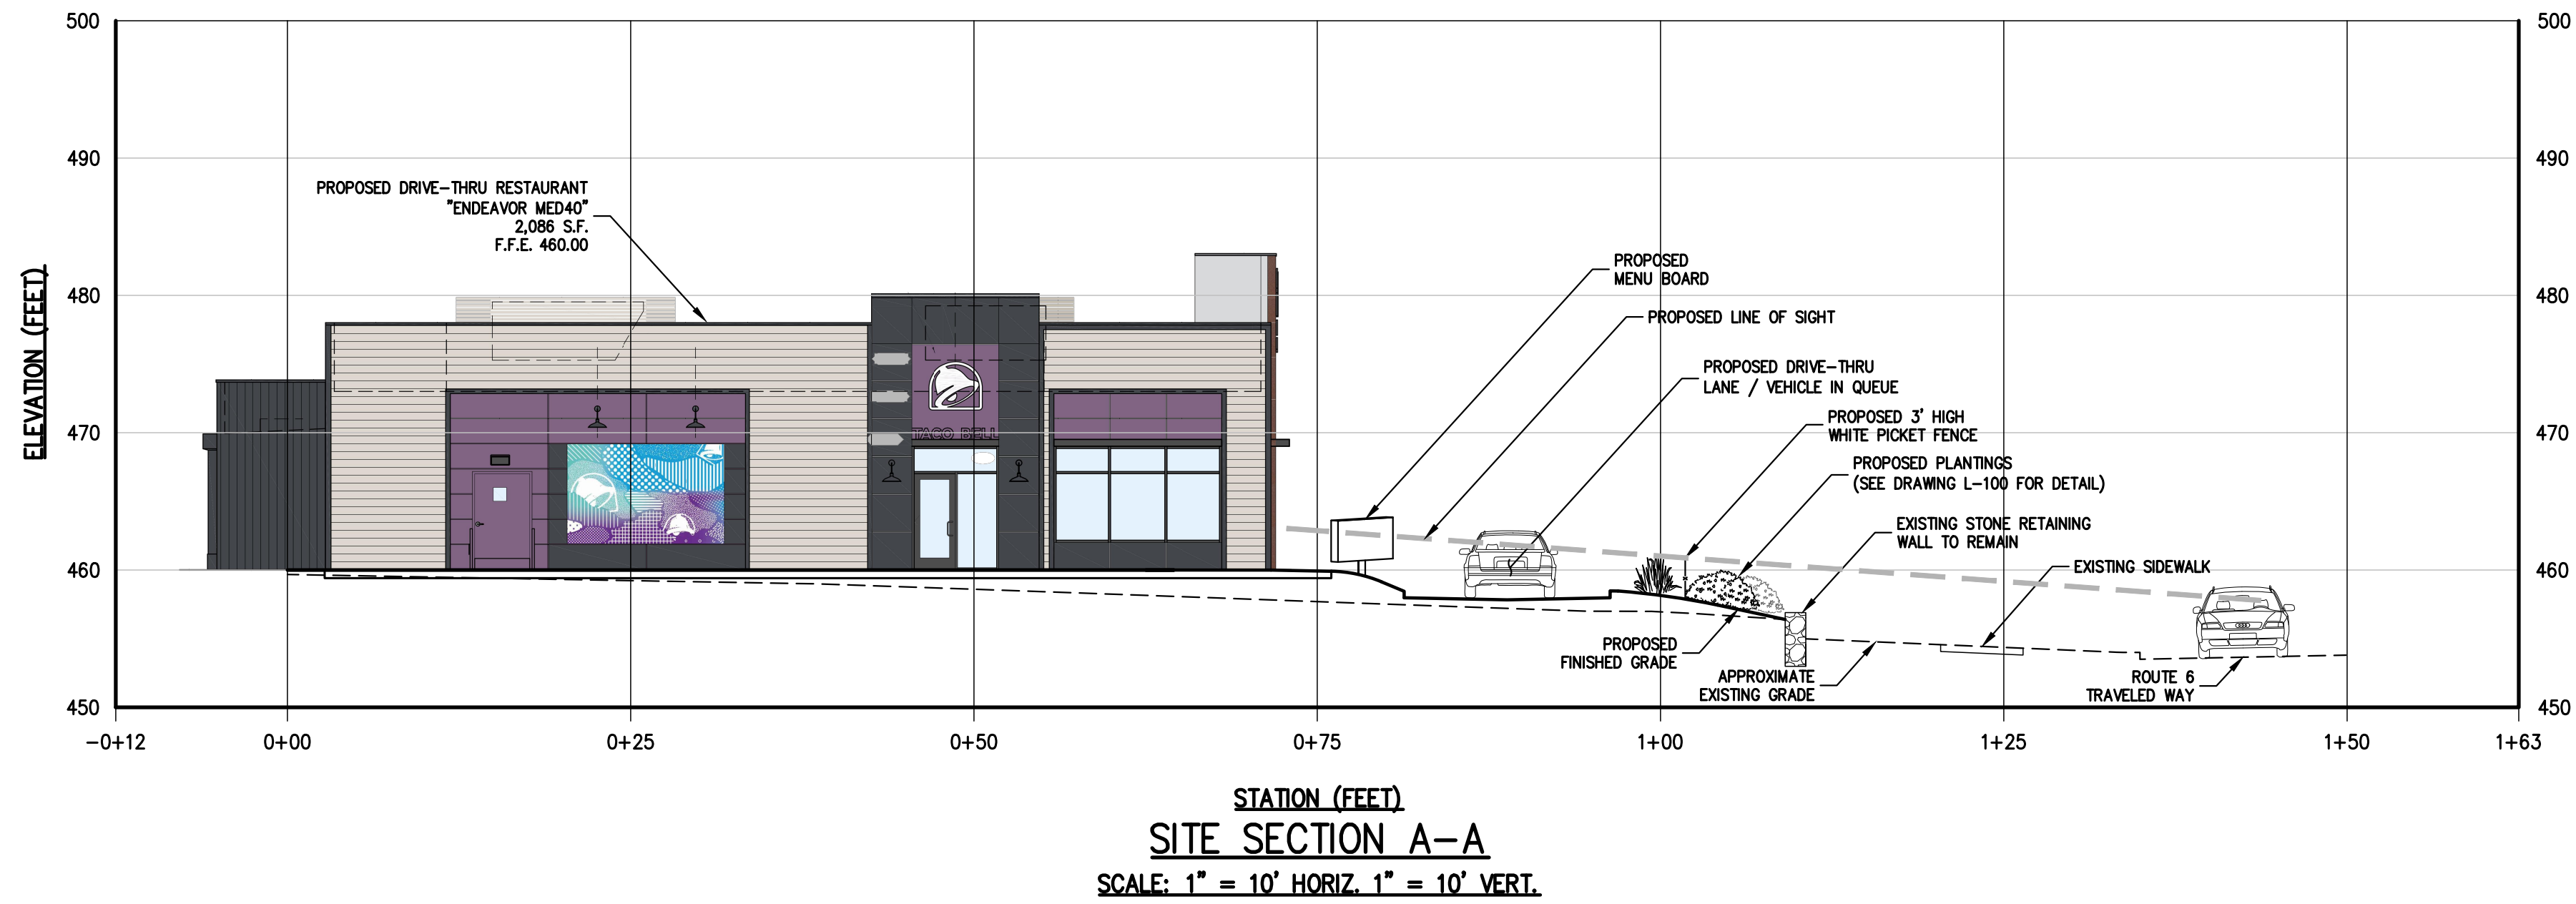 500
500
490
490
480
480
470
470
460
460
450
450
ELEVATION (FEET)
PROPOSED DRIVE-THRU RESTAURANT
"ENDEAVOR MED40"
2,086 S.F.
F.F.E. 460.00
TACO BELL
PROPOSED
MENU BOARD
PROPOSED LINE OF SIGHT
PROPOSED DRIVE-THRU
LANE / VEHICLE IN QUEUE
PROPOSED 3' HIGH
WHITE PICKET FENCE
PROPOSED PLANTINGS
(SEE DRAWING L-100 FOR DETAIL)
EXISTING STONE RETAINING
WALL TO REMAIN
EXISTING SIDEWALK
PROPOSED
FINISHED GRADE
APPROXIMATE
EXISTING GRADE
ROUTE 6
TRAVELED WAY
-0+12 0+00 0+25 0+50 0+75 1+00 1+25 1+50 1+63
STATION (FEET)
SITE SECTION A-A
SCALE: 1" = 10' HORIZ. 1" = 10' VERT.